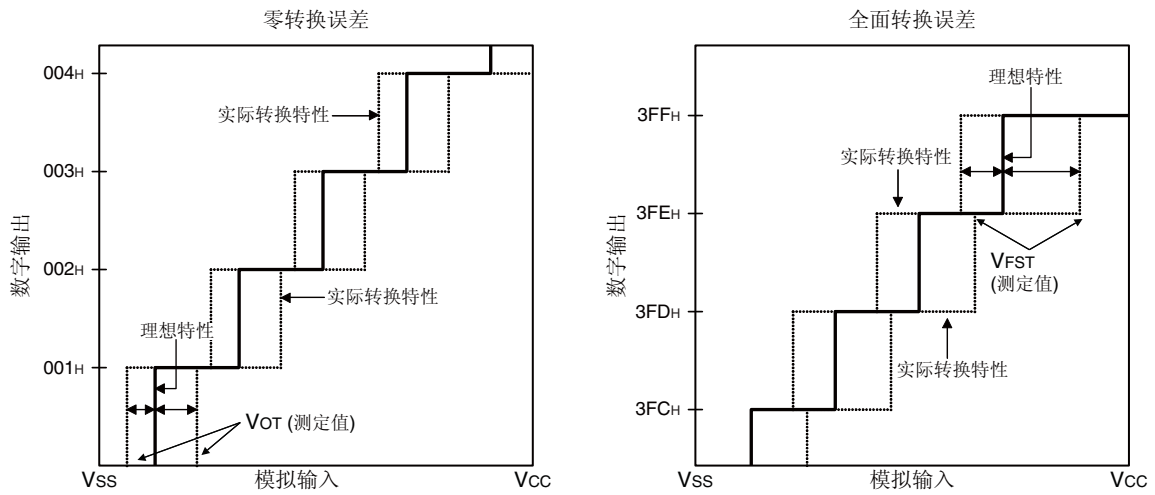 零转换误差
004H
实际转换特性
003H
数字输出
002H
实际转换特性
理想特性
001H
VOT (测定值)
VSS
模拟输入
VCC
全面转换误差
理想特性
3FFH
实际转换特性
3FEH
数字输出
VFST
(测定值)
3FDH
实际转换特性
3FCH
VSS
模拟输入
VCC